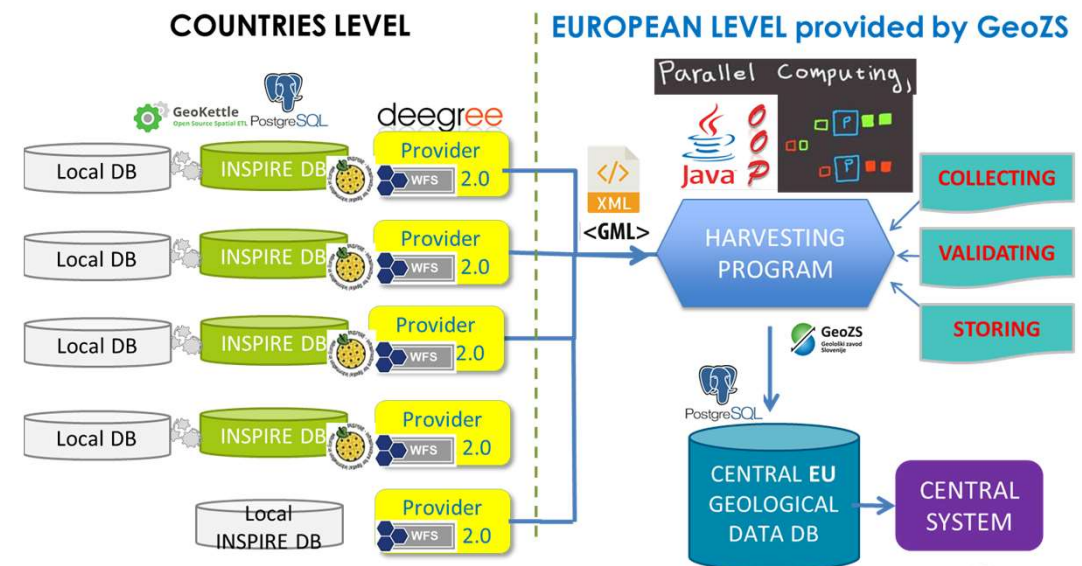 COUNTRIES LEVEL
EUROPEAN LEVEL provided by GeoZS
GeoKettle
Open Source Spatial ETL
PostgreSQL
deegree
Parallel Computing,
Java
O
O
P
P
P
XML
<GML>
Local DB
INSPIRE DB
Provider
WFS 2.0
Local DB
INSPIRE DB
Provider
WFS 2.0
Local DB
INSPIRE DB
Provider
WFS 2.0
Local DB
INSPIRE DB
Provider
WFS 2.0
Local
INSPIRE DB
Provider
WFS 2.0
HARVESTING
PROGRAM
COLLECTING
VALIDATING
STORING
GeoZS
Geološki zavod
Slovenije
PostgreSQL
CENTRAL EU
GEOLOGICAL
DATA DB
CENTRAL
SYSTEM